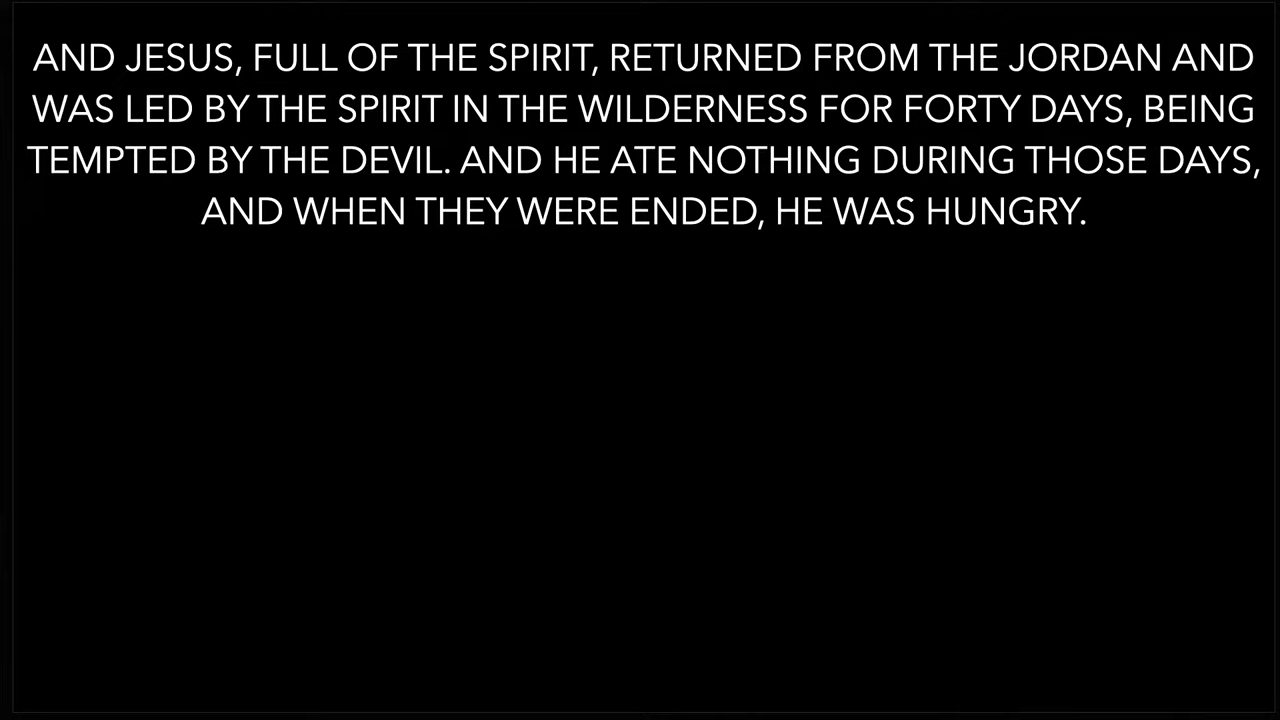 AND JESUS, FULL OF THE SPIRIT, RETURNED FROM THE JORDAN AND
WAS LED BY THE SPIRIT IN THE WILDERNESS FOR FORTY DAYS, BEING
TEMPTED BY THE DEVIL. AND HE ATE NOTHING DURING THOSE DAYS,
AND WHEN THEY WERE ENDED, HE WAS HUNGRY.